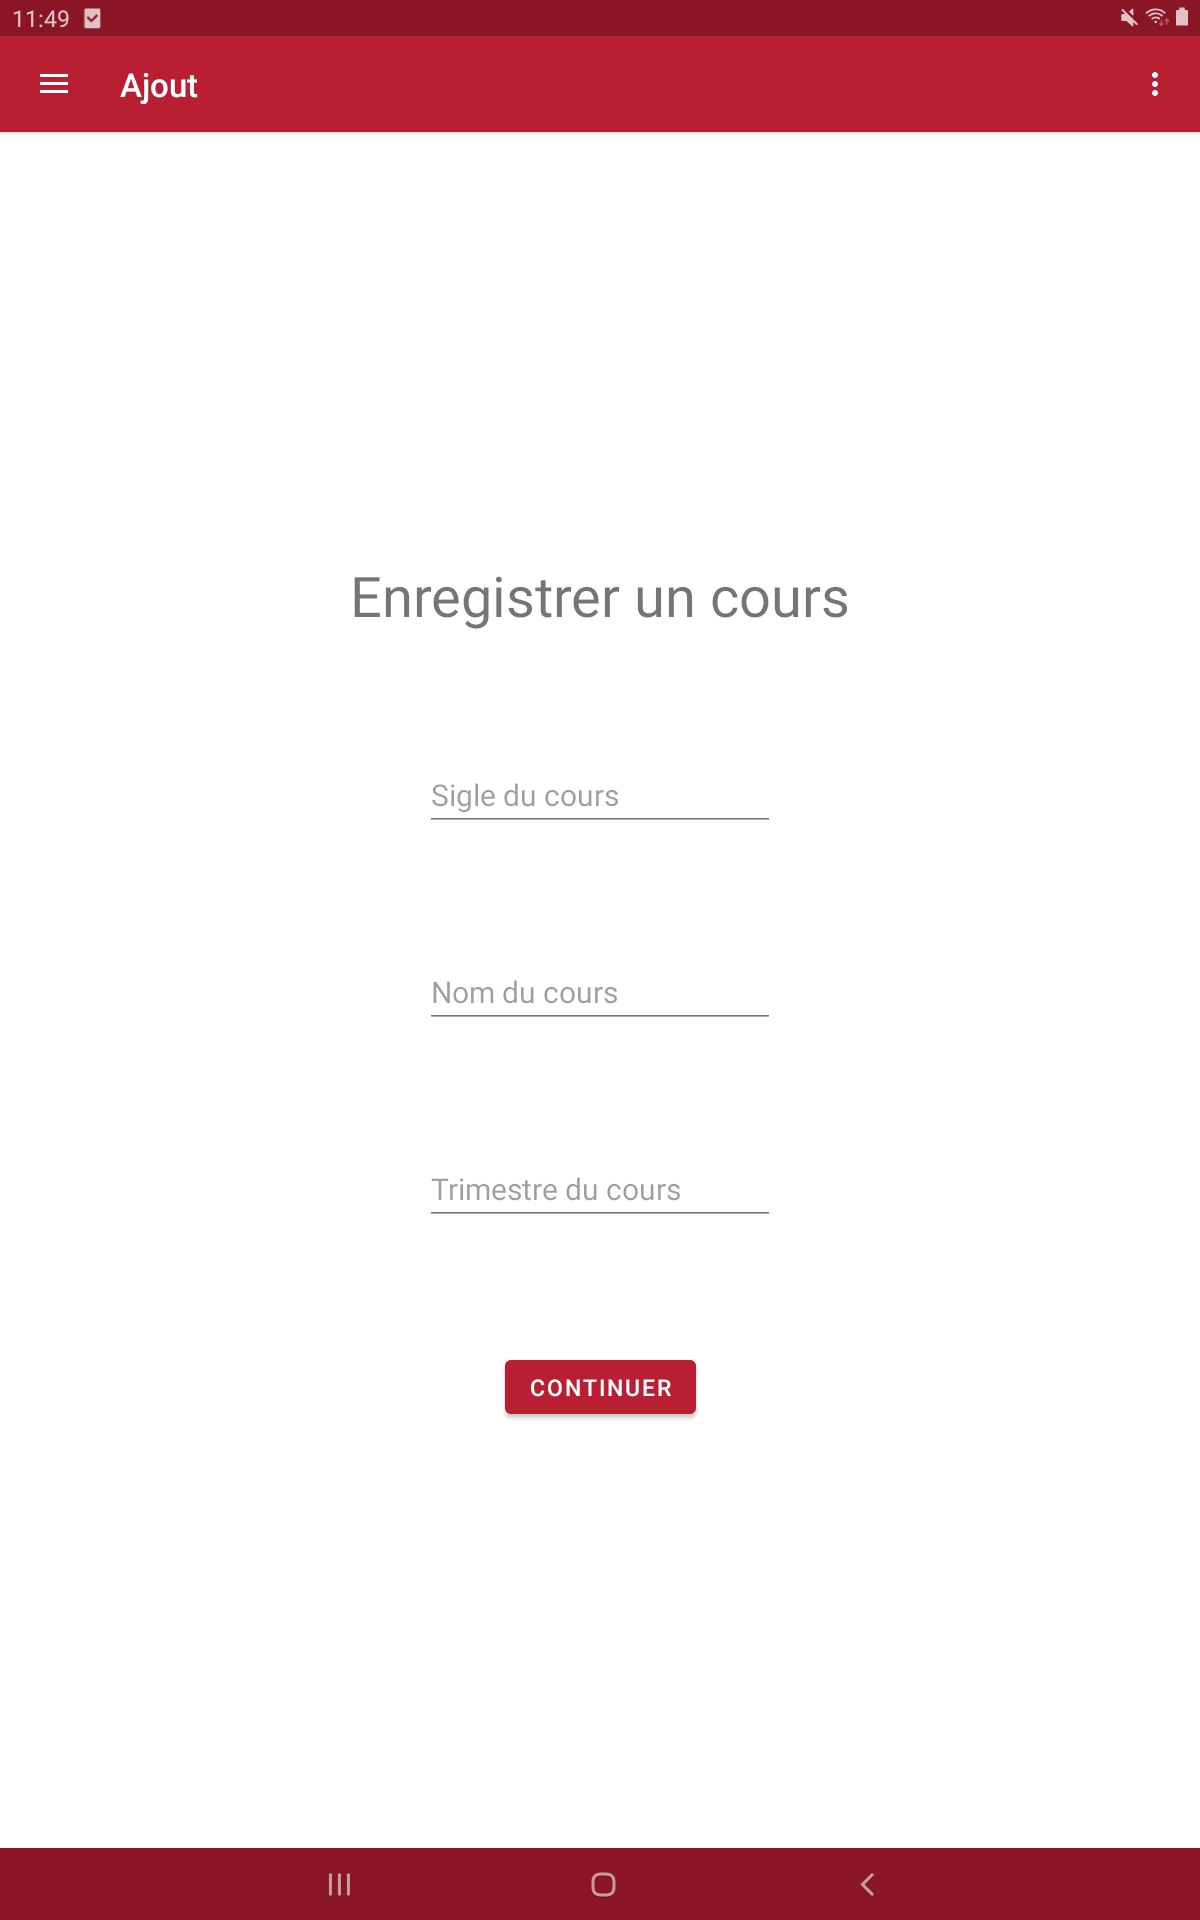 11:49
Ajout
Enregistrer un cours
Sigle du cours
Nom du cours
Trimestre du cours
CONTINUER